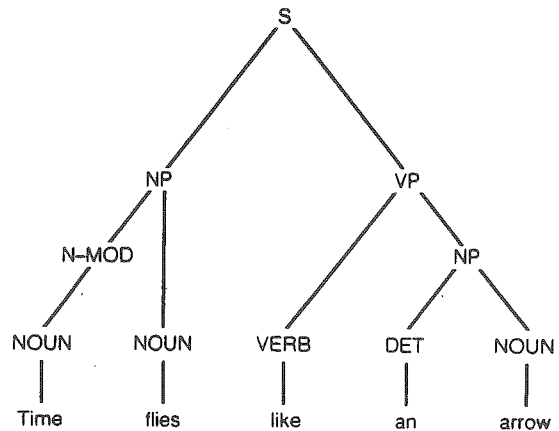 S
NP VP
N-MOD NP
NOUN NOUN VERB DET NOUN
Time flies like an arrow